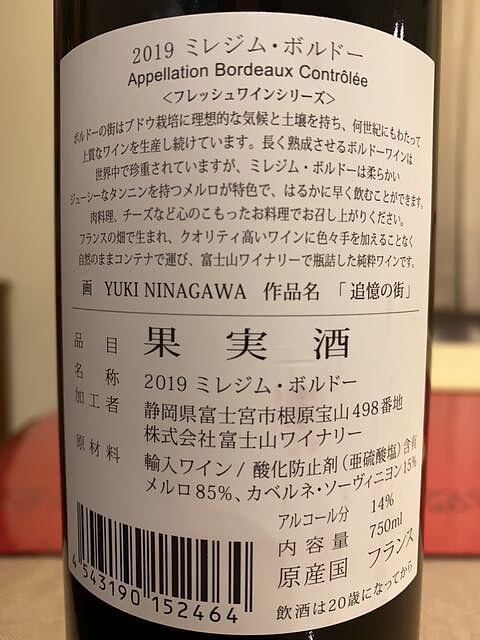 2019 ミレジム・ボルドー
Appellation Bordeaux Contrôlée
<フレッシュワインシリーズ>
ボルドーの街はブドウ栽培に理想的な気候と土壌を持ち、何世紀にもわたって
上質なワインを生産し続けています。長く熟成させるボルドーワインは
世界中で珍重されていますが、ミレジム・ボルドーは柔らかい
ジューシーなタンニンを持つメルロが特色で、はるかに早く飲むことができます。
肉料理、チーズなど心のこもったお料理でお召し上がりください。
フランスの畑で生まれ、クオリティ高いワインに色々手を加えることなく
自然のままコンテナで運び、富士山ワイナリーで瓶詰した純粋ワインです。
画 YUKI NINAGAWA 作品名 「追憶の街」
品目 果実酒
名称 2019 ミレジム・ボルドー
加工者 静岡県富士宮市根原宝山498番地
株式会社富士山ワイナリー
原材料 輸入ワイン/酸化防止剤(亜硫酸塩)含有
メルロ85%、カベルネ・ソーヴィニヨン15%
アルコール分 14%
内容量 750ml
原産国 フランス
飲酒は20歳になってから
4 543190 152464